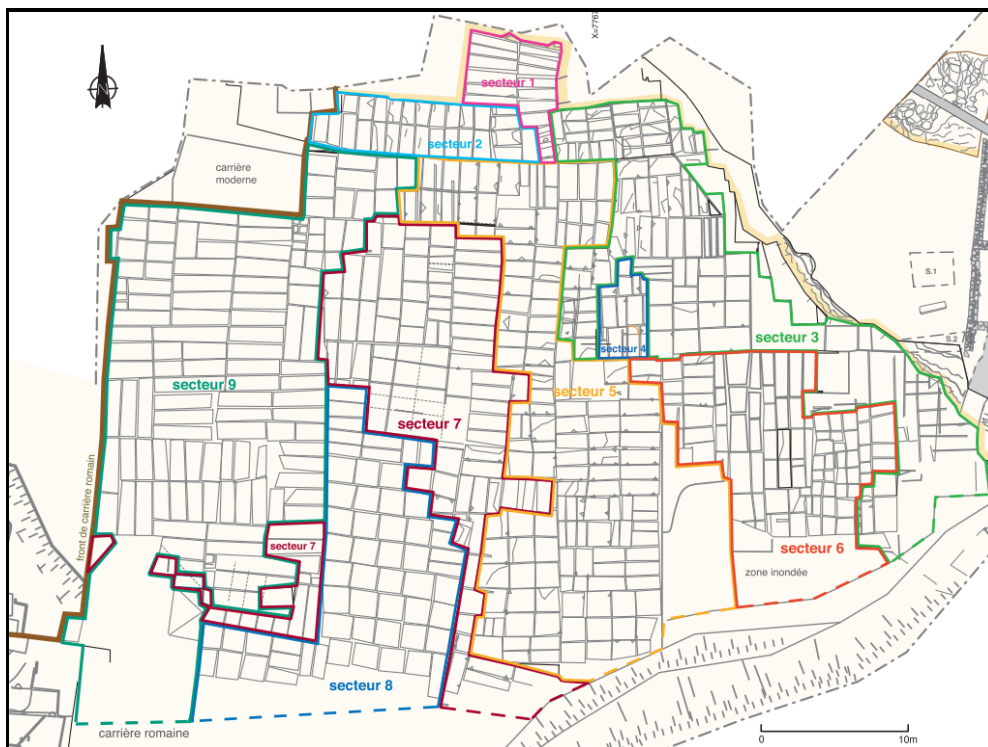 X=7767
secteur 1
secteur 2
carrière
moderne
S.1
secteur 3
S.2
secteur 4
secteur 9
secteur 5
secteur 7
front de carrière romain
secteur 7
secteur 6
zone inondée
secteur 8
carrière romaine
0
10m